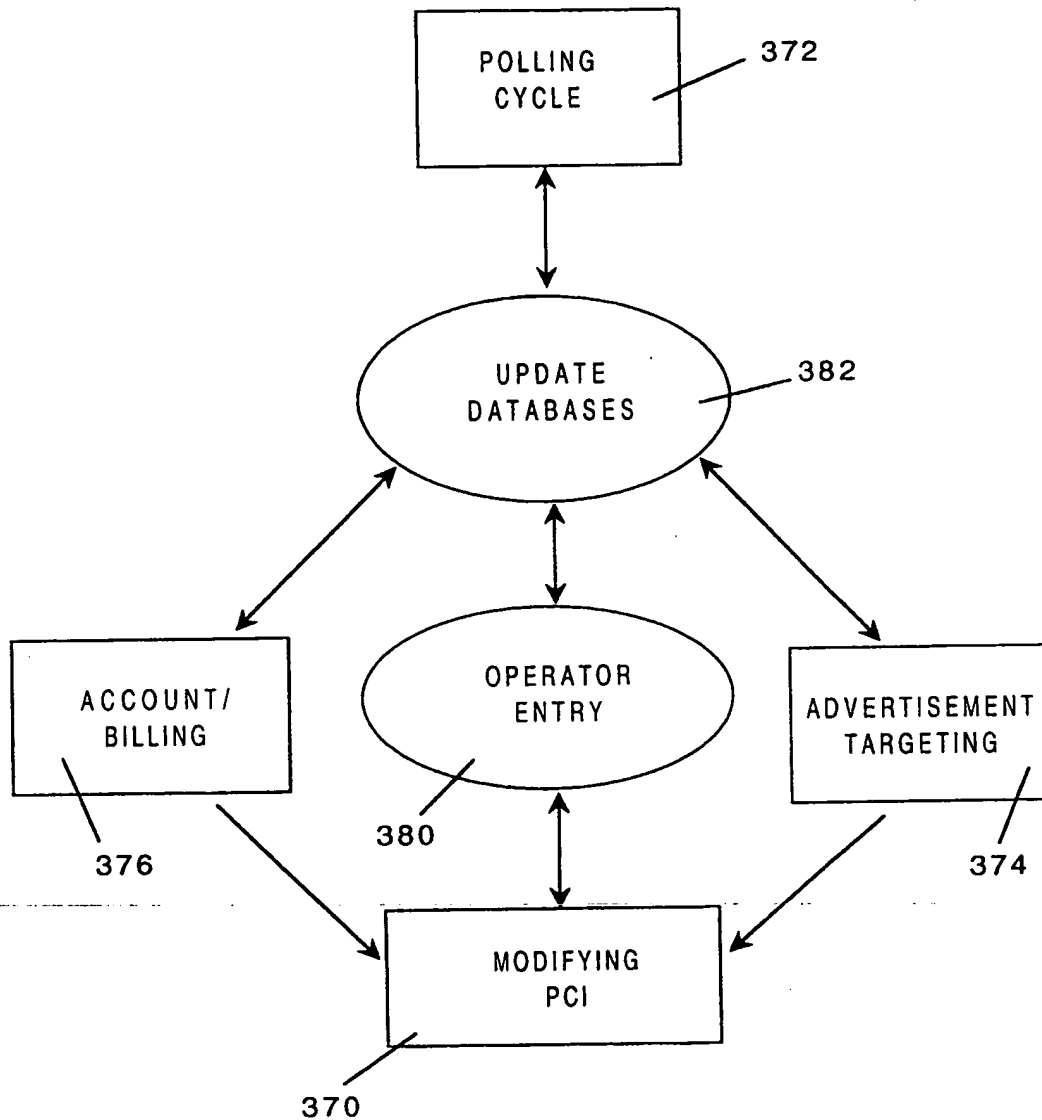 POLLING
CYCLE
372
UPDATE
DATABASES
382
ACCOUNT/
BILLING
376
OPERATOR
ENTRY
380
ADVERTISEMENT
TARGETING
374
MODIFYING
PCI
370